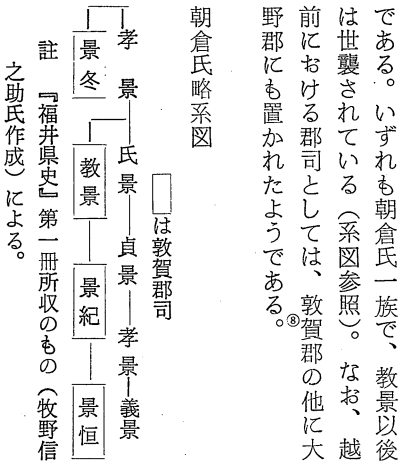 である。いずれも朝倉氏一族で、教景以後
は世襲されている（系図参照）。なお、越
前における郡司としては、敦賀郡の他に大
野郡にも置かれたようである。⑧
朝倉氏略系図
は敦賀郡司
孝景―氏景―貞景―孝景―義景
景冬
教景―景紀―景恒
註　『福井県史』第一冊所収のもの（牧野信
之助氏作成）による。